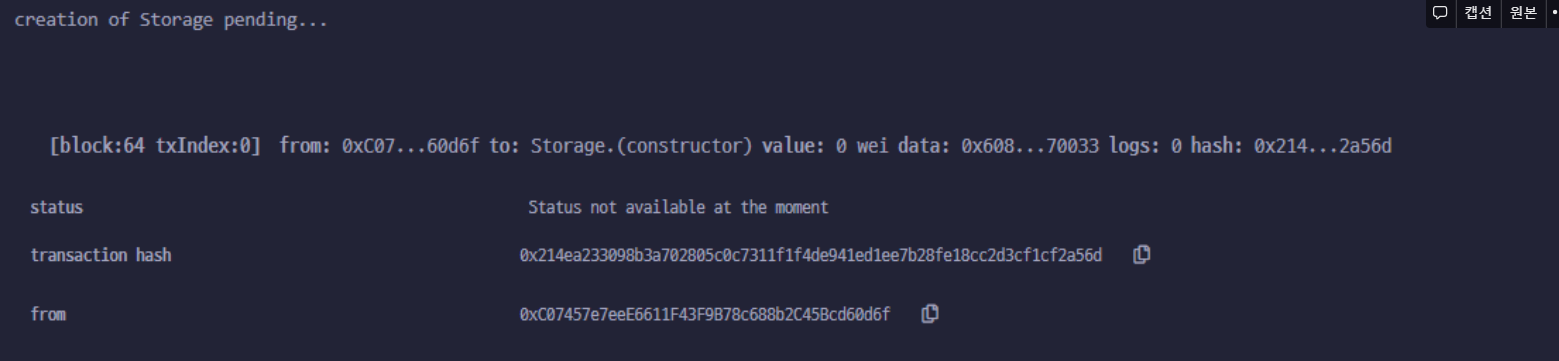 creation of Storage pending...
캡션 원본
[block:64 txIndex:0] from: 0xC07...60d6f to: Storage.(constructor) value: 0 wei data: 0x608...70033 logs: 0 hash: 0x214...2a56d
status Status not available at the moment
transaction hash 0x214ea233098b3a702805c0c7311f1f4de941ed1ee7b28fe18cc2d3cf1cf2a56d
from 0xC07457e7eeE6611F43F9B78c688b2C45Bcd60d6f